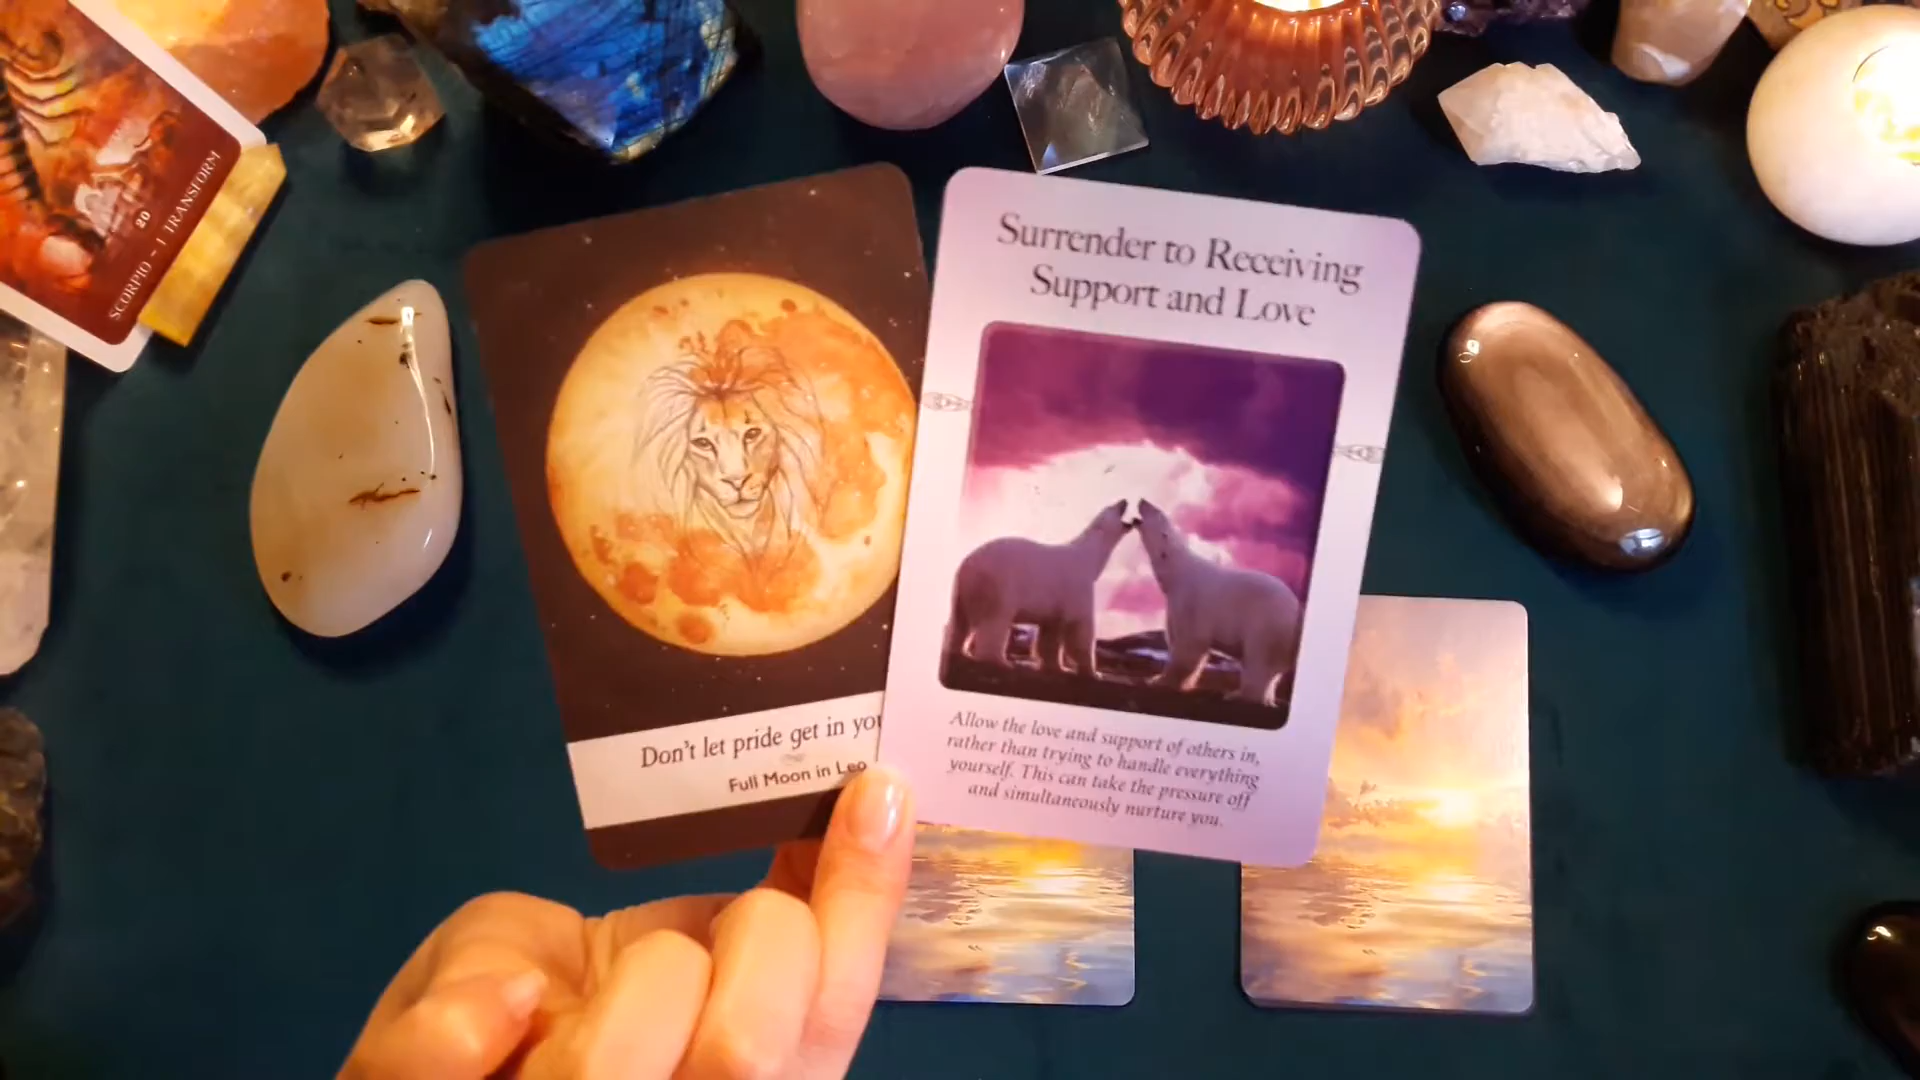 20
SCORPIO – I TRANSFORM
Surrender to Receiving
Support and Love
Don't let pride get in you
Full Moon in Leo
Allow the love and support of others in,
rather than trying to handle everything
yourself. This can take the pressure off
and simultaneously nurture you.